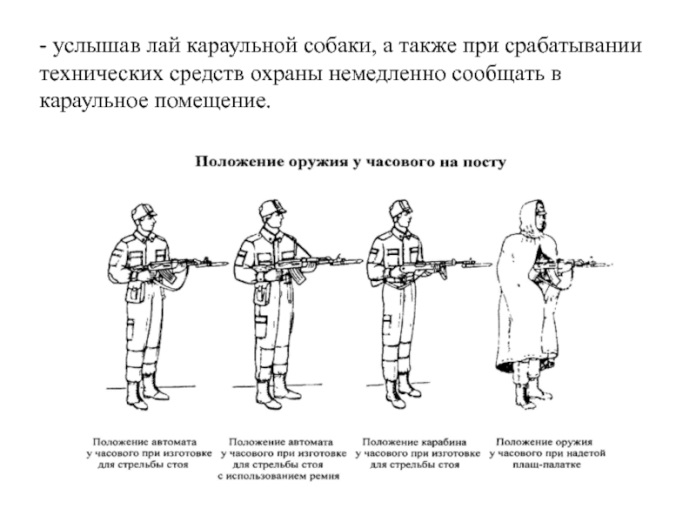 - услышав лай караульной собаки, а также при срабатывании
технических средств охраны немедленно сообщать в
караульное помещение.
Положение оружия у часового на посту
Положение автомата
у часового при изготовке
для стрельбы стоя
Положение автомата
у часового при изготовке
для стрельбы стоя
с использованием ремня
Положение карабина
у часового при изготовке
для стрельбы стоя
Положение оружия
у часового при надетой
плащ-палатке